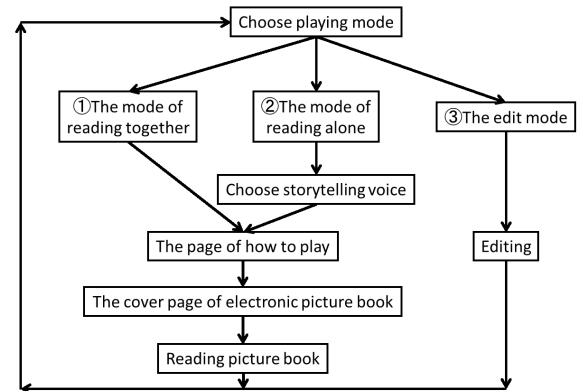 Choose playing mode
①The mode of
reading together
②The mode of
reading alone
③The edit mode
Choose storytelling voice
The page of how to play
Editing
The cover page of electronic picture book
Reading picture book